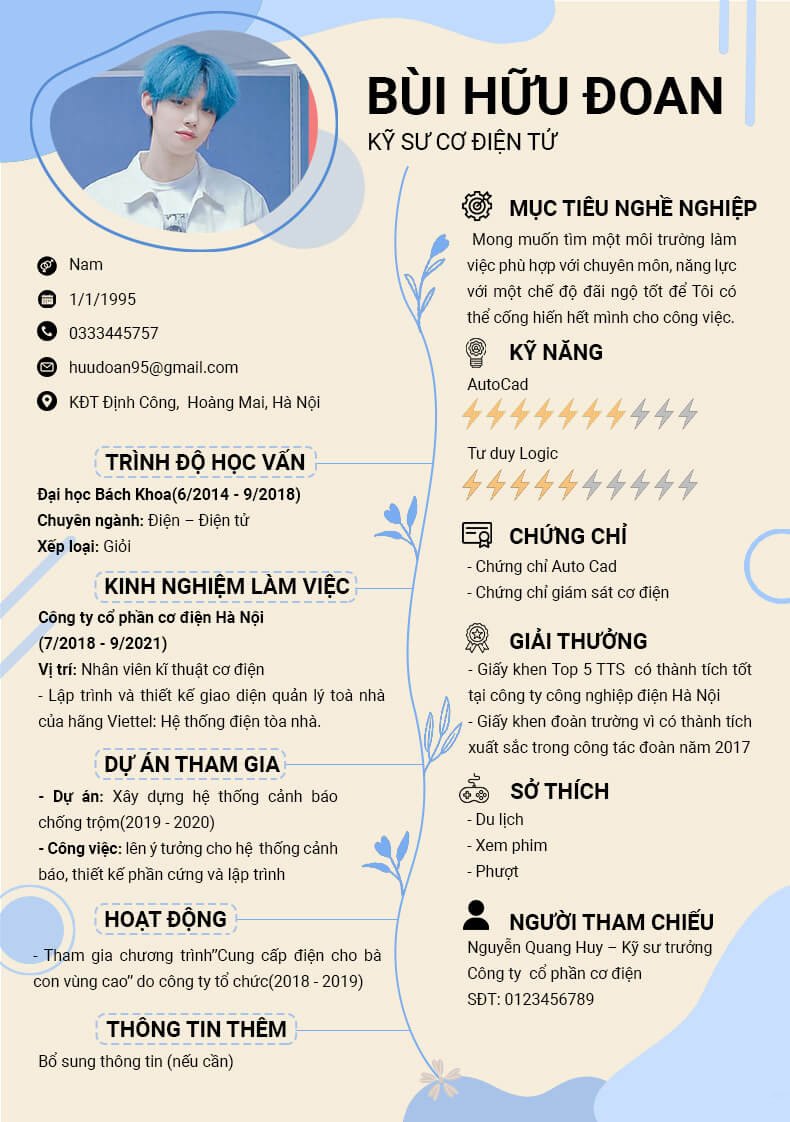 BÙI HỮU ĐOAN
KỸ SƯ CƠ ĐIỆN TỬ
Nam
1/1/1995
0333445757
huudoan95@gmail.com
KĐT Định Công, Hoàng Mai, Hà Nội
TRÌNH ĐỘ HỌC VẤN
Đại học Bách Khoa(6/2014 - 9/2018)
Chuyên ngành: Điện – Điện tử
Xếp loại: Giỏi
KINH NGHIỆM LÀM VIỆC
Công ty cổ phần cơ điện Hà Nội
(7/2018 - 9/2021)
Vị trí: Nhân viên kĩ thuật cơ điện
- Lập trình và thiết kế giao diện quản lý toà nhà
của hãng Viettel: Hệ thống điện tòa nhà.
DỰ ÁN THAM GIA
- Dự án: Xây dựng hệ thống cảnh báo
chống trộm(2019 - 2020)
- Công việc: lên ý tưởng cho hệ thống cảnh
báo, thiết kế phần cứng và lập trình
HOẠT ĐỘNG
- Tham gia chương trình”Cung cấp điện cho bà
con vùng cao” do công ty tổ chức(2018 - 2019)
THÔNG TIN THÊM
Bổ sung thông tin (nếu cần)
MỤC TIÊU NGHỀ NGHIỆP
Mong muốn tìm một môi trường làm
việc phù hợp với chuyên môn, năng lực
với một chế độ đãi ngộ tốt để Tôi có
thể cống hiến hết mình cho công việc.
KỸ NĂNG
AutoCad
Tư duy Logic
CHỨNG CHỈ
- Chứng chỉ Auto Cad
- Chứng chỉ giám sát cơ điện
GIẢI THƯỞNG
- Giấy khen Top 5 TTS có thành tích tốt
tại công ty công nghiệp điện Hà Nội
- Giấy khen đoàn trường vì có thành tích
xuất sắc trong công tác đoàn năm 2017
SỞ THÍCH
- Du lịch
- Xem phim
- Phượt
NGƯỜI THAM CHIẾU
Nguyễn Quang Huy – Kỹ sư trưởng
Công ty cổ phần cơ điện
SĐT: 0123456789